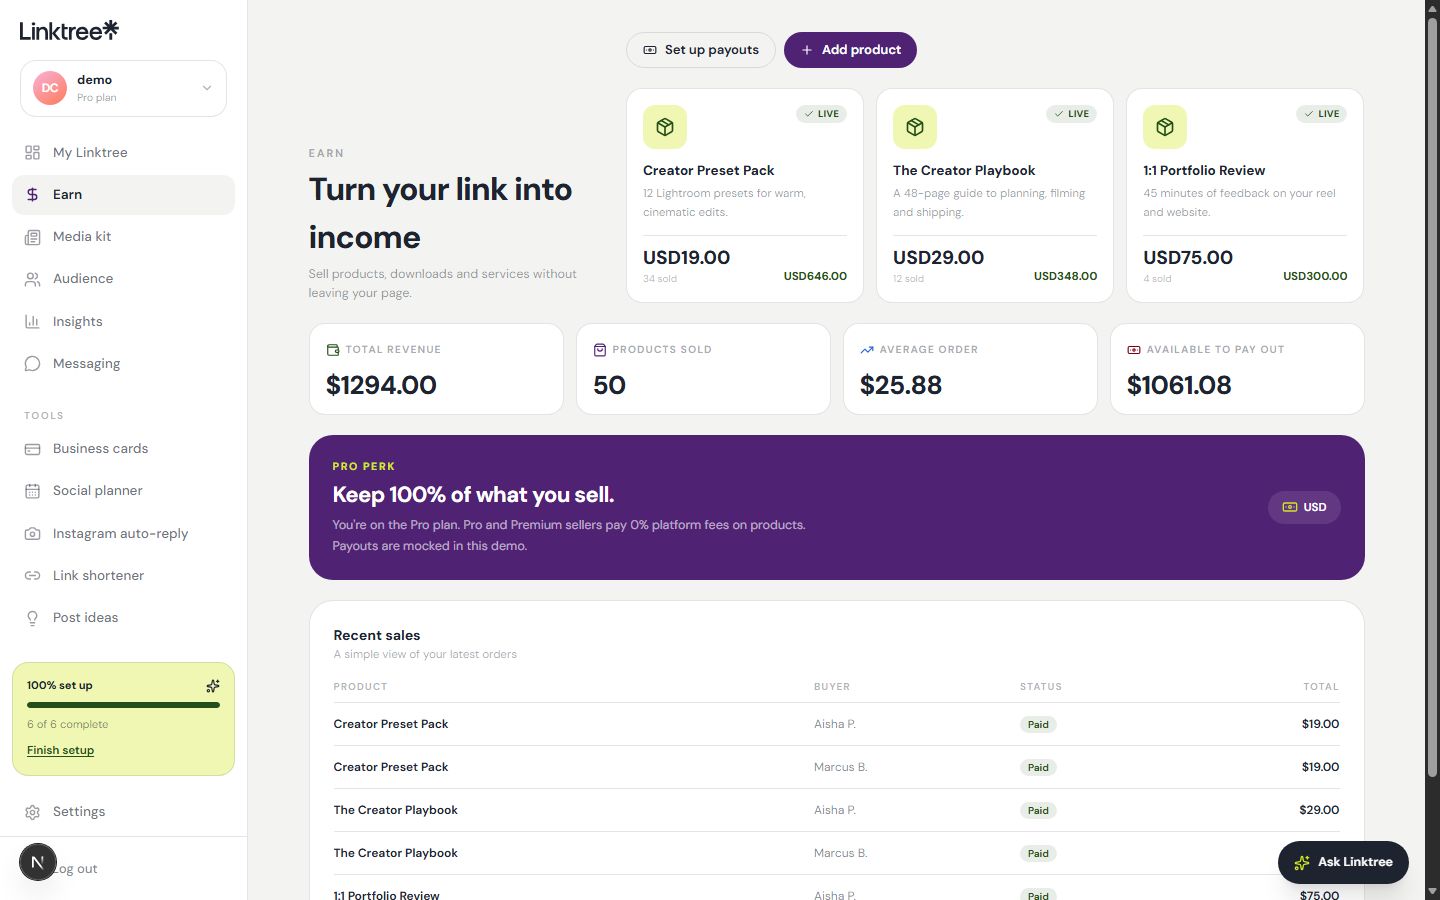 Linktree
DC
demo
Pro plan
My Linktree
Earn
Media kit
Audience
Insights
Messaging
TOOLS
Business cards
Social planner
Instagram auto-reply
Link shortener
Post ideas
100% set up
6 of 6 complete
Finish setup
Settings
N
Log out
Set up payouts
Add product
EARN
Turn your link into
income
Sell products, downloads and services without
leaving your page.
LIVE
Creator Preset Pack
12 Lightroom presets for warm,
cinematic edits.
USD19.00
34 sold
USD646.00
LIVE
The Creator Playbook
A 48-page guide to planning, filming
and shipping.
USD29.00
12 sold
USD348.00
LIVE
1:1 Portfolio Review
45 minutes of feedback on your reel
and website.
USD75.00
4 sold
USD300.00
TOTAL REVENUE
$1294.00
PRODUCTS SOLD
50
AVERAGE ORDER
$25.88
AVAILABLE TO PAY OUT
$1061.08
PRO PERK
Keep 100% of what you sell.
You're on the Pro plan. Pro and Premium sellers pay 0% platform fees on products.
Payouts are mocked in this demo.
USD
Recent sales
A simple view of your latest orders
PRODUCT BUYER STATUS TOTAL
Creator Preset Pack Aisha P. Paid $19.00
Creator Preset Pack Marcus B. Paid $19.00
The Creator Playbook Aisha P. Paid $29.00
The Creator Playbook Marcus B. Paid
1:1 Portfolio Review Aisha P. Paid $75.00
Ask Linktree